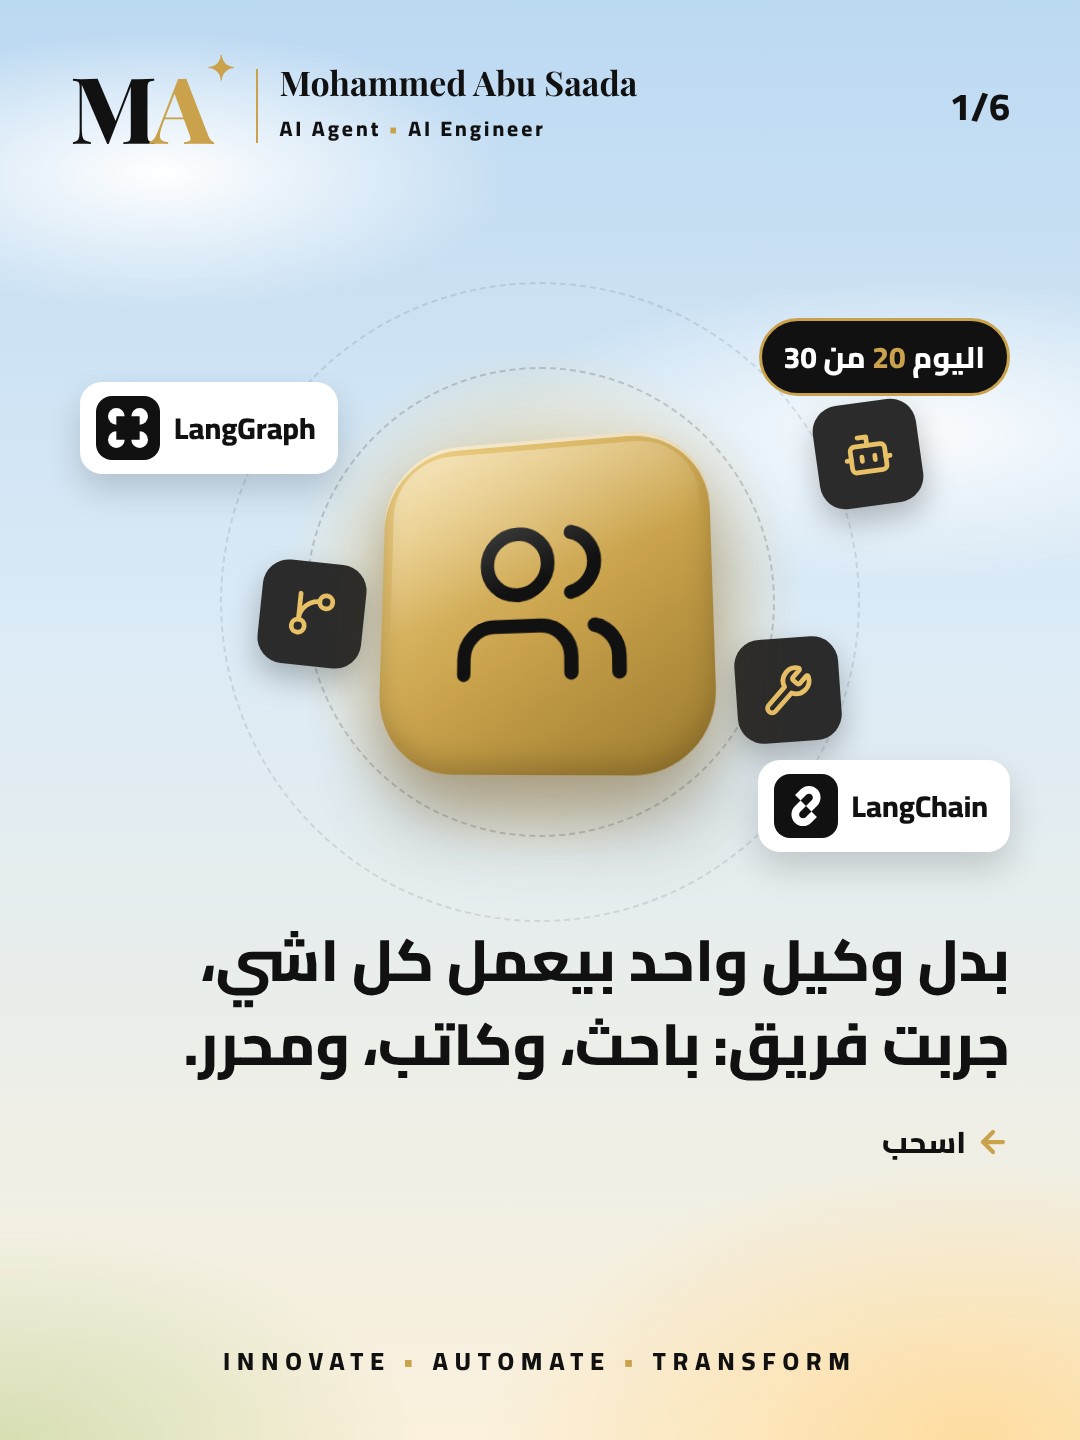 MA
Mohammed Abu Saada
AI Agent ▪ AI Engineer
1/6
اليوم 20 من 30
LangGraph
LangChain
بدل وكيل واحد بيعمل كل اشي،
جربت فريق: باحث، وكاتب، ومحرر.
اسحب
INNOVATE ▪ AUTOMATE ▪ TRANSFORM